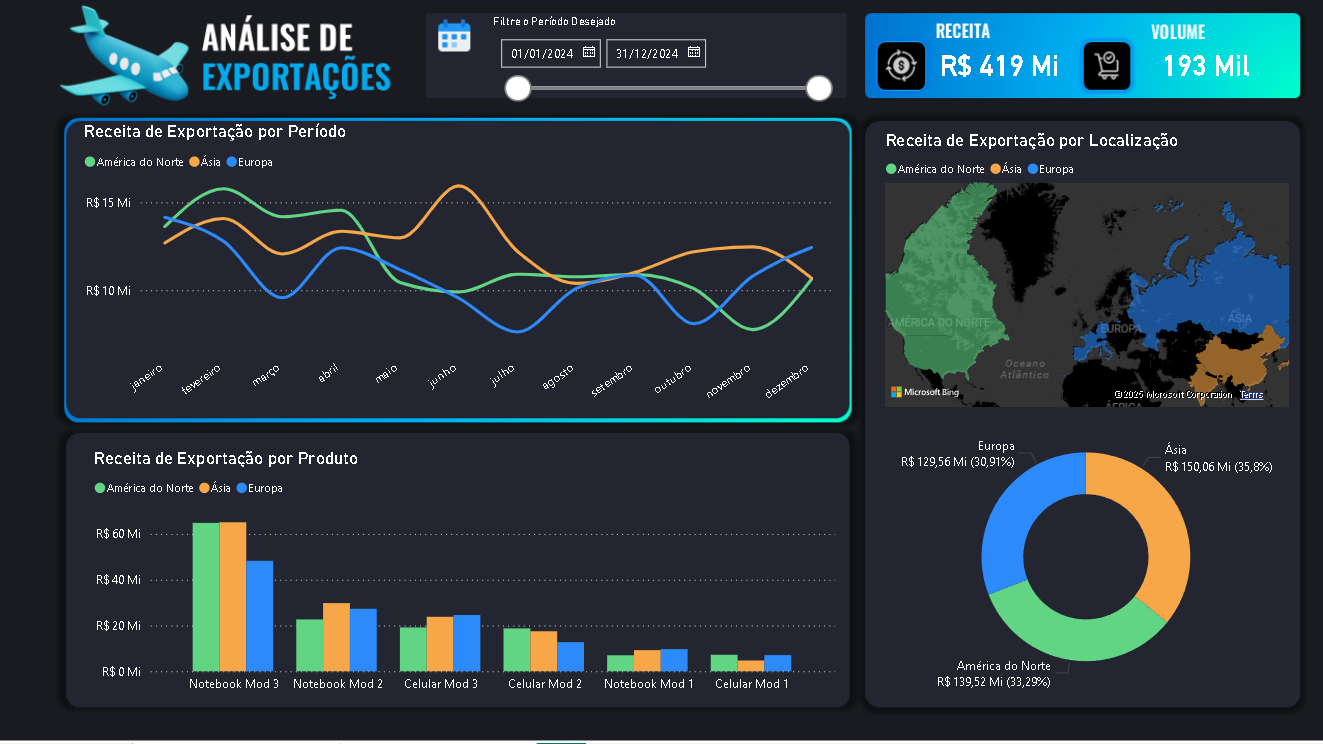 ANÁLISE DE
EXPORTAÇÕES
Filtre o Período Desejado
01/01/2024
31/12/2024
RECEITA
R$ 419 Mi
VOLUME
193 Mil
Receita de Exportação por Período
América do Norte Ásia Europa
R$ 15 Mi
R$ 10 Mi
janeiro fevereiro março abril maio junho julho agosto setembro outubro novembro dezembro
Receita de Exportação por Produto
América do Norte Ásia Europa
R$ 60 Mi
R$ 40 Mi
R$ 20 Mi
R$ 0 Mi
Notebook Mod 3 Notebook Mod 2 Celular Mod 3 Celular Mod 2 Notebook Mod 1 Celular Mod 1
Receita de Exportação por Localização
América do Norte Ásia Europa
AMÉRICA DO NORTE
EUROPA
ÁSIA
Oceano
Atlântico
ÁFRICA
Microsoft Bing
©2025 Microsoft Corporation Terms
Europa
R$ 129,56 Mi (30,91%)
Ásia
R$ 150,06 Mi (35,8%)
América do Norte
R$ 139,52 Mi (33,29%)